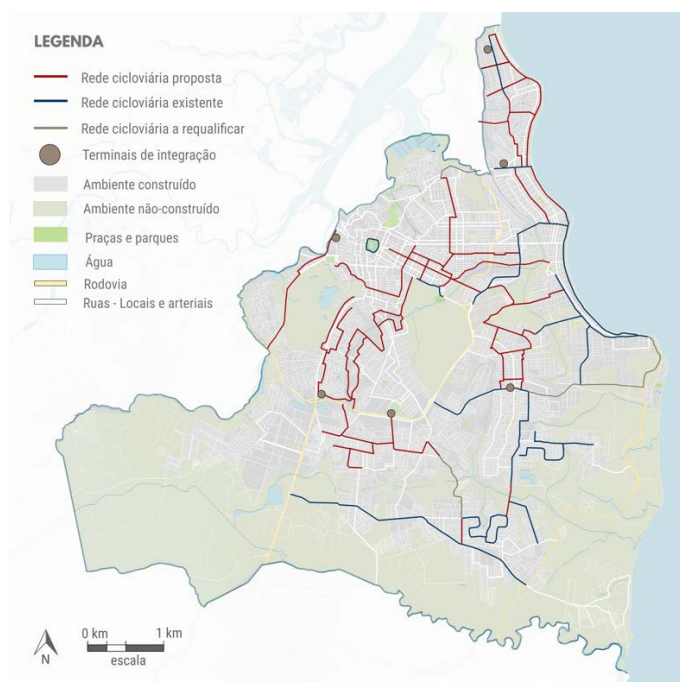 LEGENDA
Rede cicloviária proposta
Rede cicloviária existente
Rede cicloviária a requalificar
Terminais de integração
Ambiente construído
Ambiente não-construído
Praças e parques
Água
Rodovia
Ruas - Locais e arteriais
N
0 km 1 km
escala